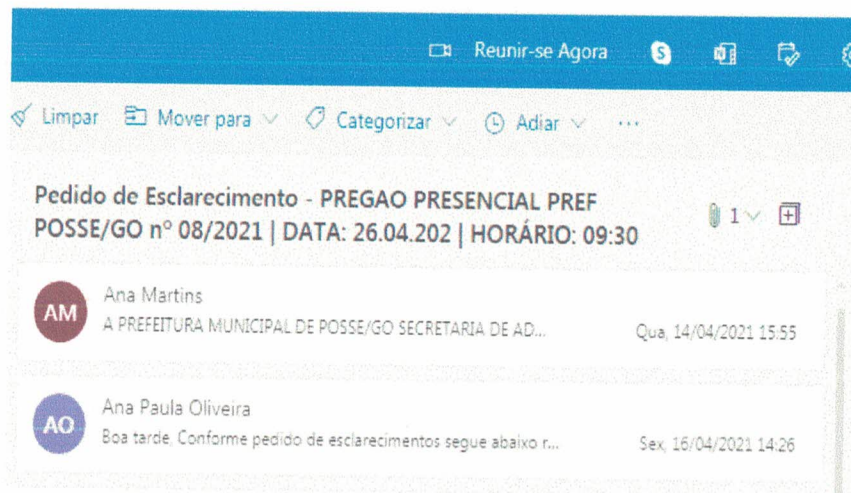 Reunir-se Agora
Limpar Mover para Categorizar Adiar ...
Pedido de Esclarecimento - PREGAO PRESENCIAL PREF
POSSE/GO nº 08/2021 | DATA: 26.04.202 | HORÁRIO: 09:30
1
AM
Ana Martins
A PREFEITURA MUNICIPAL DE POSSE/GO SECRETARIA DE AD...
Qua, 14/04/2021 15:55
AO
Ana Paula Oliveira
Boa tarde, Conforme pedido de esclarecimentos segue abaixo r...
Sex, 16/04/2021 14:26